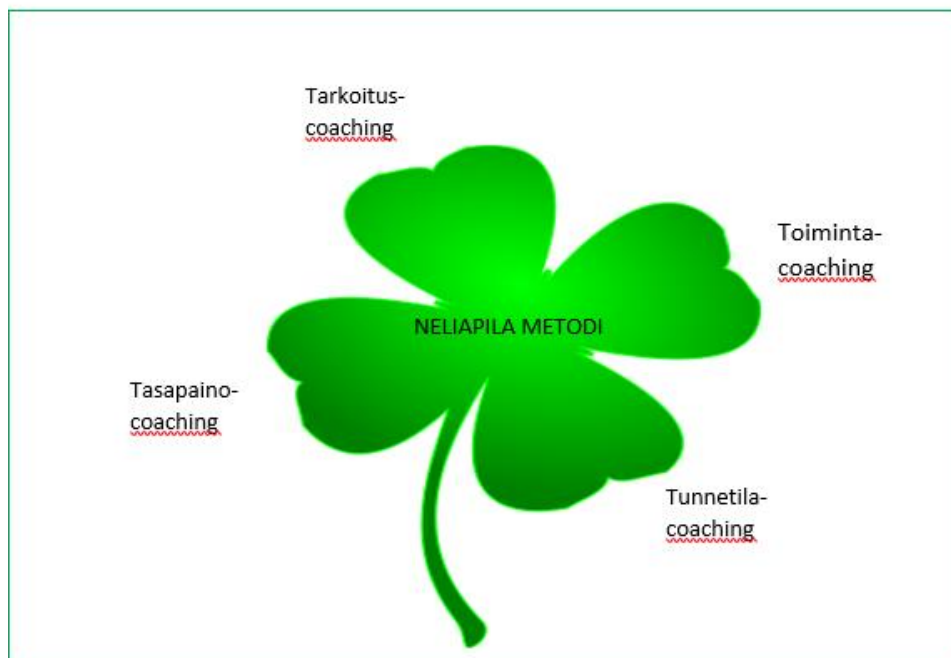 Tarkoitus-
coaching
Toiminta-
coaching
NELIAPILA METODI
Tasapaino-
coaching
Tunnetila-
coaching